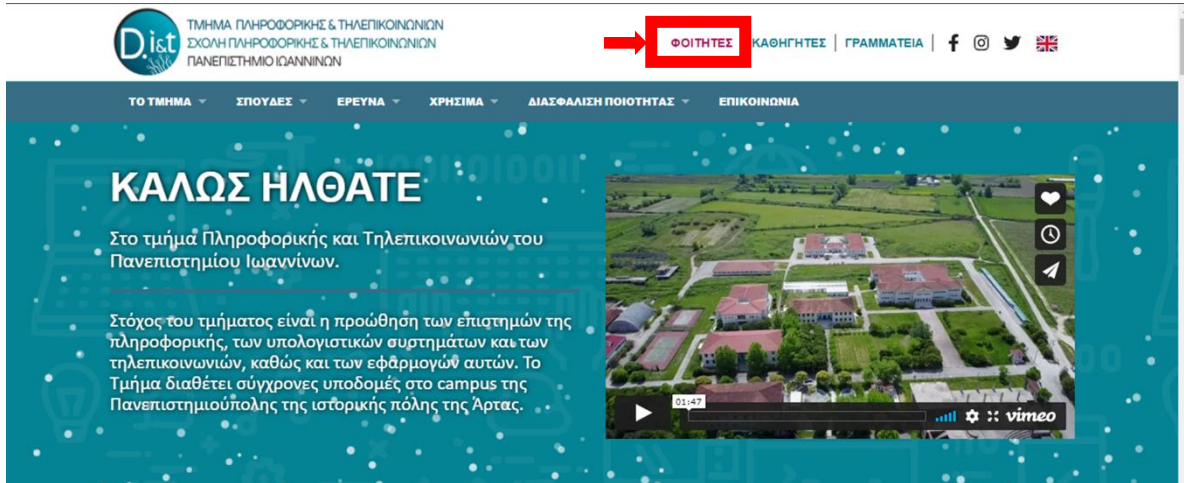 D.i&t
ΤΜΗΜΑ ΠΛΗΡΟΦΟΡΙΚΗΣ & ΤΗΛΕΠΙΚΟΙΝΩΝΙΩΝ
ΣΧΟΛΗ ΠΛΗΡΟΦΟΡΙΚΗΣ & ΤΗΛΕΠΙΚΟΙΝΩΝΙΩΝ
ΠΑΝΕΠΙΣΤΗΜΙΟ ΙΩΑΝΝΙΝΩΝ
ΦΟΙΤΗΤΕΣ ΚΑΘΗΓΗΤΕΣ | ΓΡΑΜΜΑΤΕΙΑ |
ΤΟ ΤΜΗΜΑ ΣΠΟΥΔΕΣ ΕΡΕΥΝΑ ΧΡΗΣΙΜΑ ΔΙΑΣΦΑΛΙΣΗ ΠΟΙΟΤΗΤΑΣ ΕΠΙΚΟΙΝΩΝΙΑ
ΚΑΛΩΣ ΗΛΘΑΤΕ
Στο τμήμα Πληροφορικής και Τηλεπικοινωνιών του
Πανεπιστημίου Ιωαννίνων.
Στόχος του τμήματος είναι η προώθηση των επιστημών της
πληροφορικής, των υπολογιστικών συστημάτων και των
τηλεπικοινωνιών, καθώς και των εφαρμογών αυτών. Το
Τμήμα διαθέτει σύγχρονες υποδομές στο campus της
Πανεπιστημιούπολης της ιστορικής πόλης της Άρτας.
01:47
vimeo